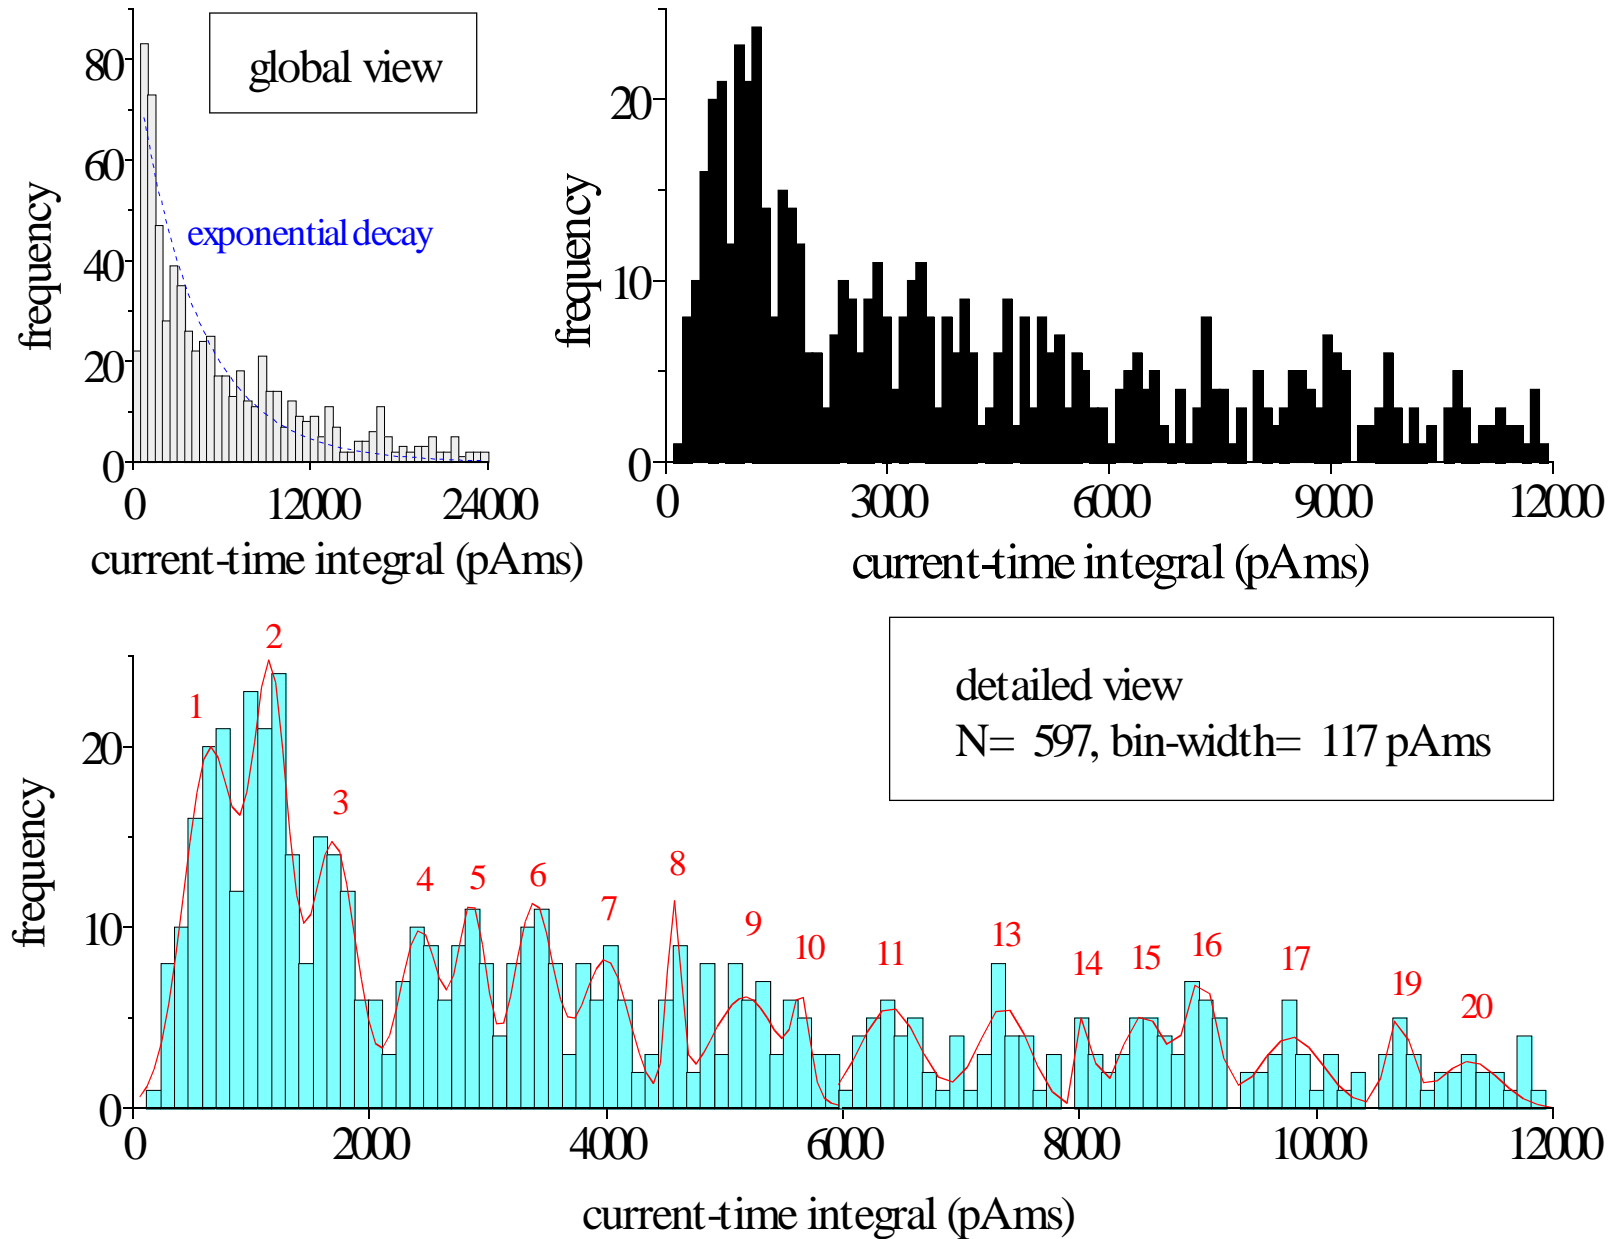 global view
80
60
40
20
0
frequency
exponential decay
0 12000 24000
current-time integral (pAms)
20
10
0
frequency
0 3000 6000 9000 12000
current-time integral (pAms)
detailed view
N= 597, bin-width= 117 pAms
20
10
0
frequency
1 2 3 4 5 6 7 8 9 10 11 13 14 15 16 17 19 20
0 2000 4000 6000 8000 10000 12000
current-time integral (pAms)